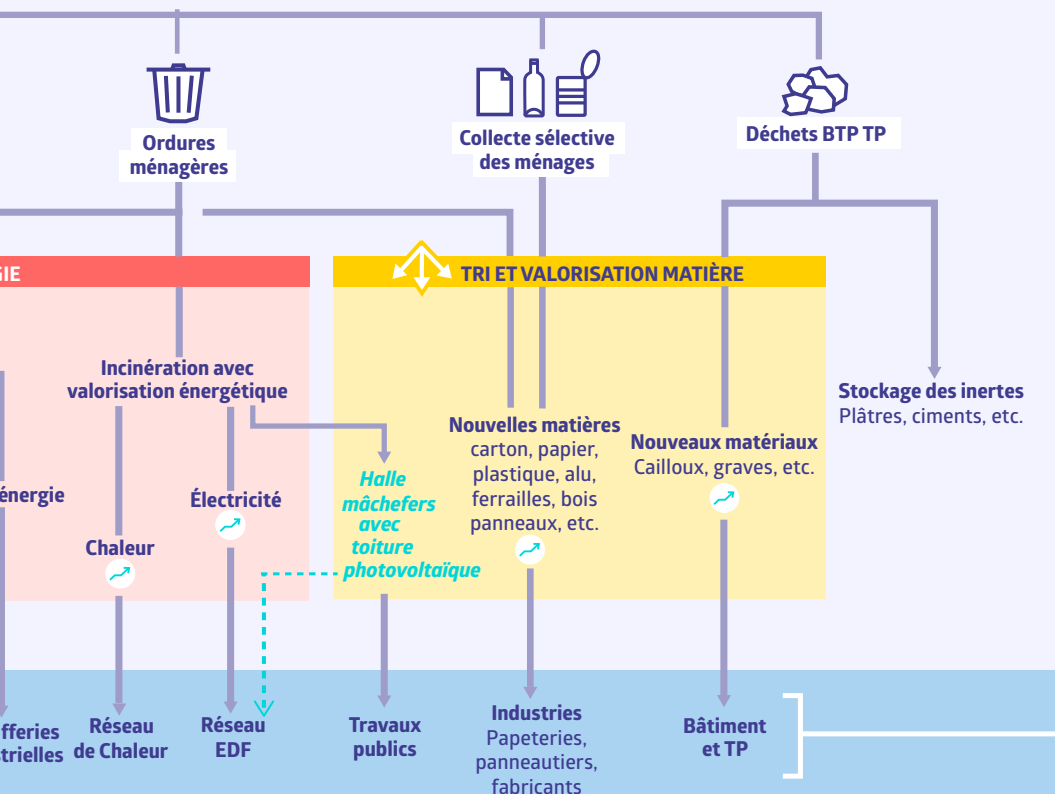 Ordures
ménagères
Collecte sélective
des ménages
Déchets BTP TP
GIE
TRI ET VALORISATION MATIÈRE
Incinération avec
valorisation énergétique
Stockage des inertes
Plâtres, ciments, etc.
Nouvelles matières
carton, papier,
plastique, alu,
ferrailles, bois
panneaux, etc.
Nouveaux matériaux
Cailloux, graves, etc.
énergie
Électricité
Chaleur
Halle
mâchefers
avec
toiture
photovoltaïque
fferies
strielles
Réseau
de Chaleur
Réseau
EDF
Travaux
publics
Industries
Papeteries,
panneautiers,
fabricants
Bâtiment
et TP